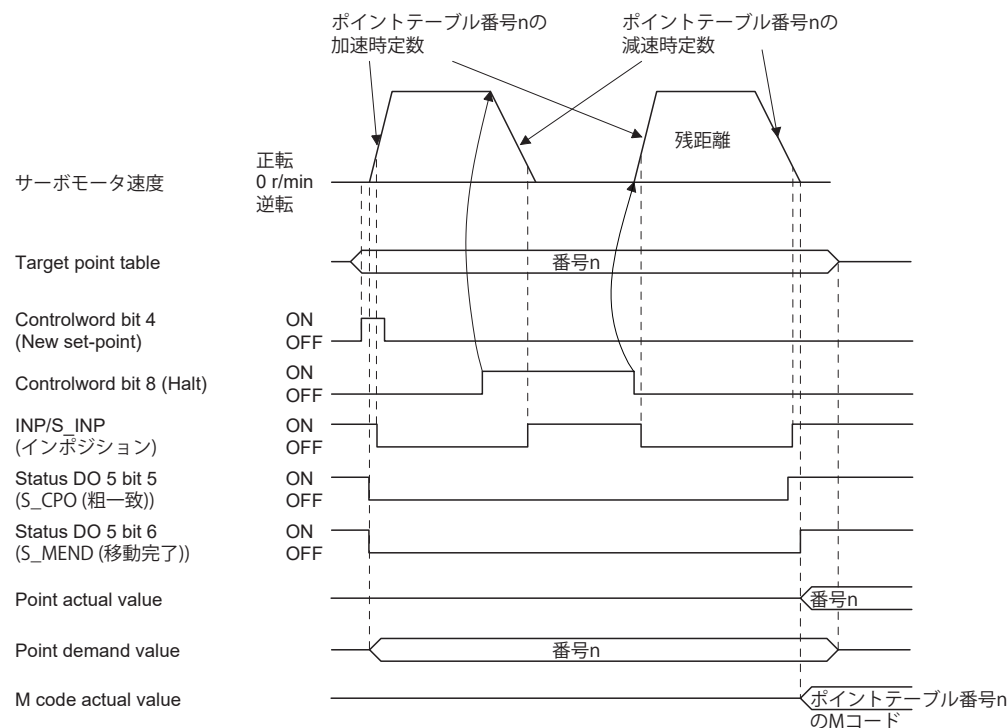 ポイントテーブル番号nの
加速時定数
ポイントテーブル番号nの
減速時定数
残距離
正転
サーボモータ速度
0 r/min
逆転
Target point table
番号n
Controlword bit 4
(New set-point)
ON
OFF
Controlword bit 8 (Halt)
ON
OFF
INP/S_INP
(インポジション)
ON
OFF
Status DO 5 bit 5
(S_CPO (粗一致))
ON
OFF
Status DO 5 bit 6
(S_MEND (移動完了))
ON
OFF
Point actual value
番号n
Point demand value
番号n
M code actual value
ポイントテーブル番号n
のMコード